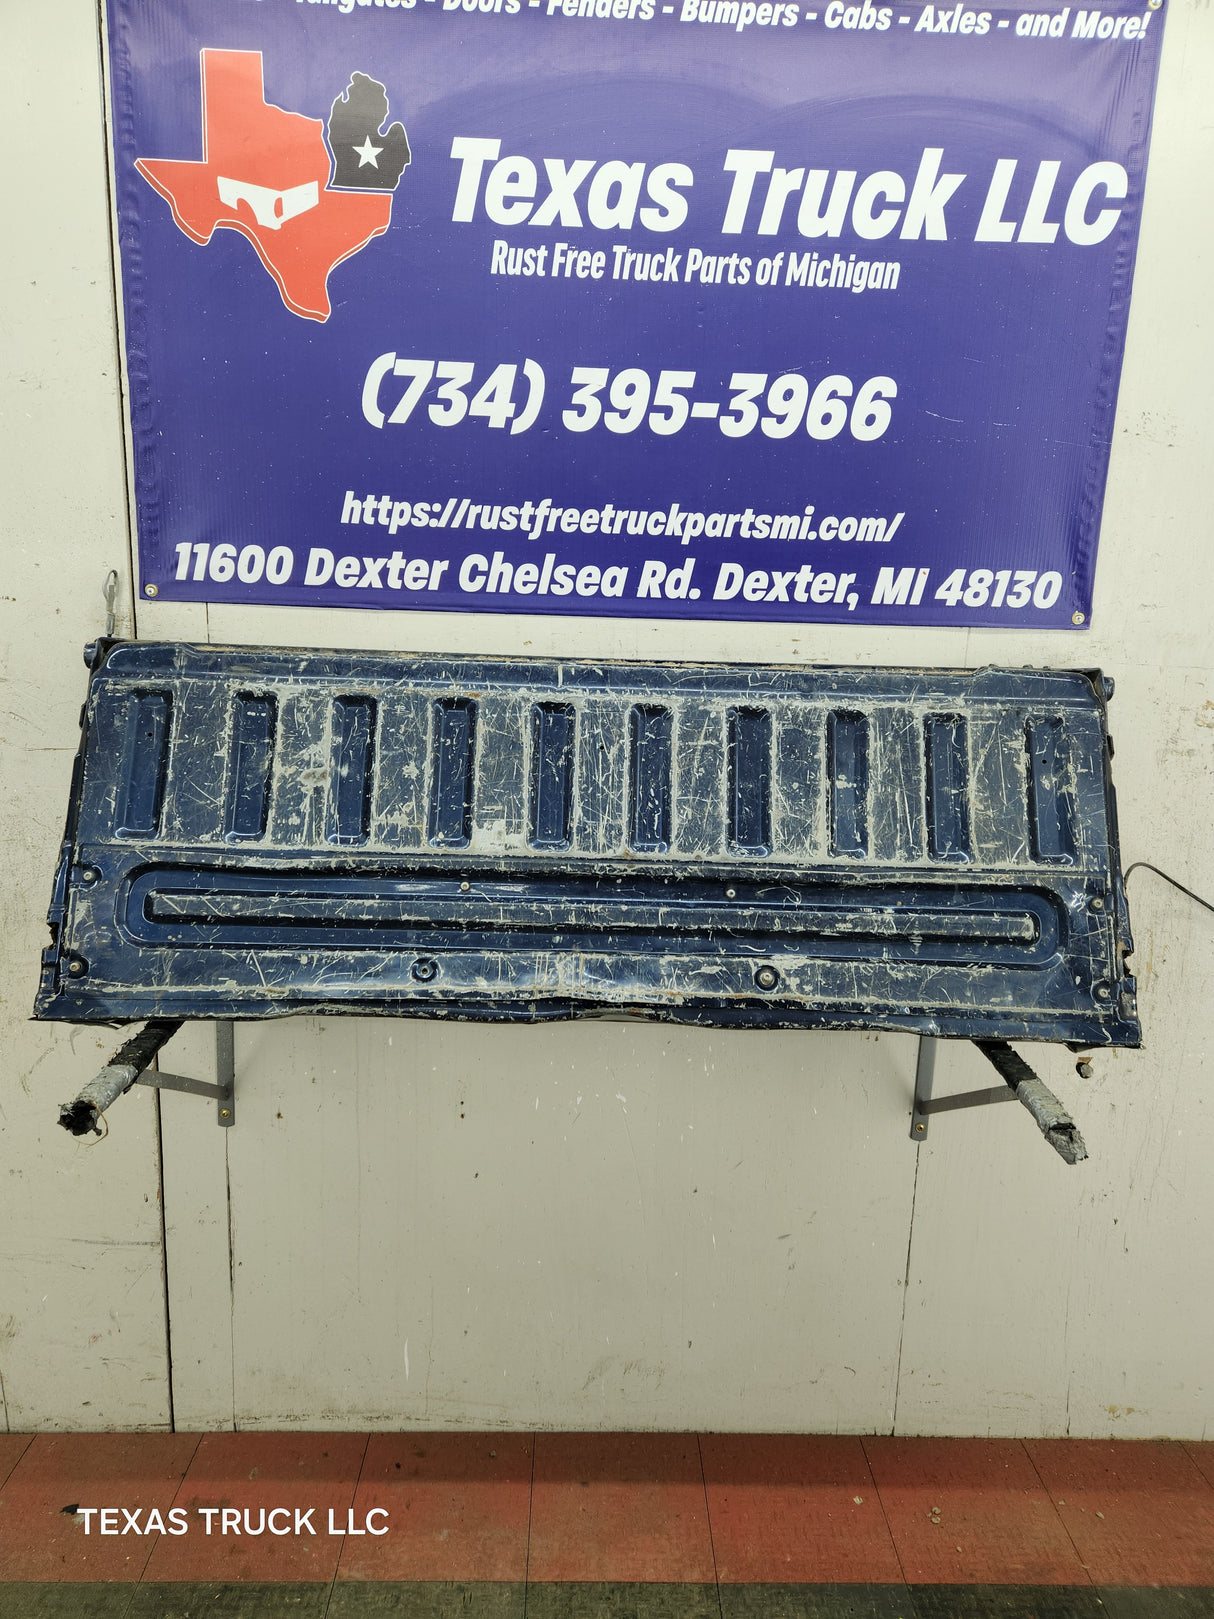 Tailgates - Doors - Fenders - Bumpers - Cabs - Axles - and More!
Texas Truck LLC
Rust Free Truck Parts of Michigan
(734) 395-3966
https://rustfreetruckpartsmi.com/
11600 Dexter Chelsea Rd. Dexter, MI 48130
TEXAS TRUCK LLC